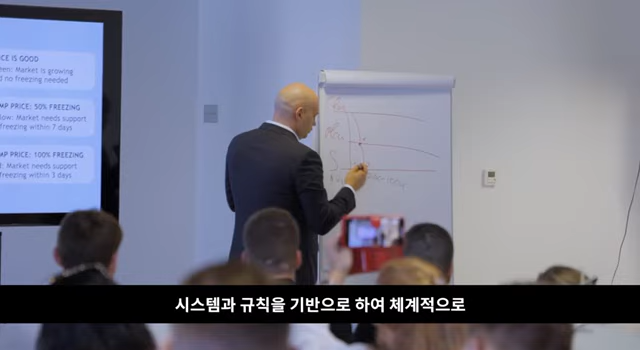 CE IS GOOD
een: Market is growing
d no freezing needed
MP PRICE: 50% FREEZING
low: Market needs support
freezing within 7 days
MP PRICE: 100% FREEZING
d: Market needs support
freezing within 3 days
시스템과 규칙을 기반으로 하여 체계적으로